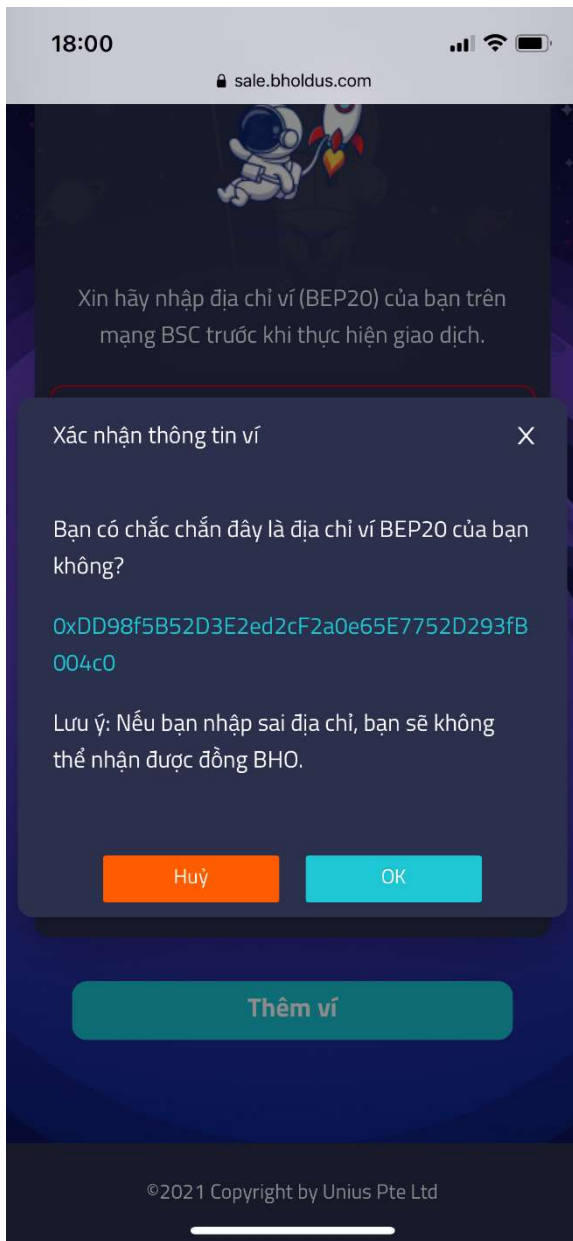 18:00
sale.bholdus.com
Xin hãy nhập địa chỉ ví (BEP20) của bạn trên
mạng BSC trước khi thực hiện giao dịch.
Xác nhận thông tin ví X
Bạn có chắc chắn đây là địa chỉ ví BEP20 của bạn
không?
0xDD98f5B52D3E2ed2cF2a0e65E7752D293fB
004c0
Lưu ý: Nếu bạn nhập sai địa chỉ, bạn sẽ không
thể nhận được đồng BHO.
Huỷ OK
Thêm ví
©2021 Copyright by Unius Pte Ltd